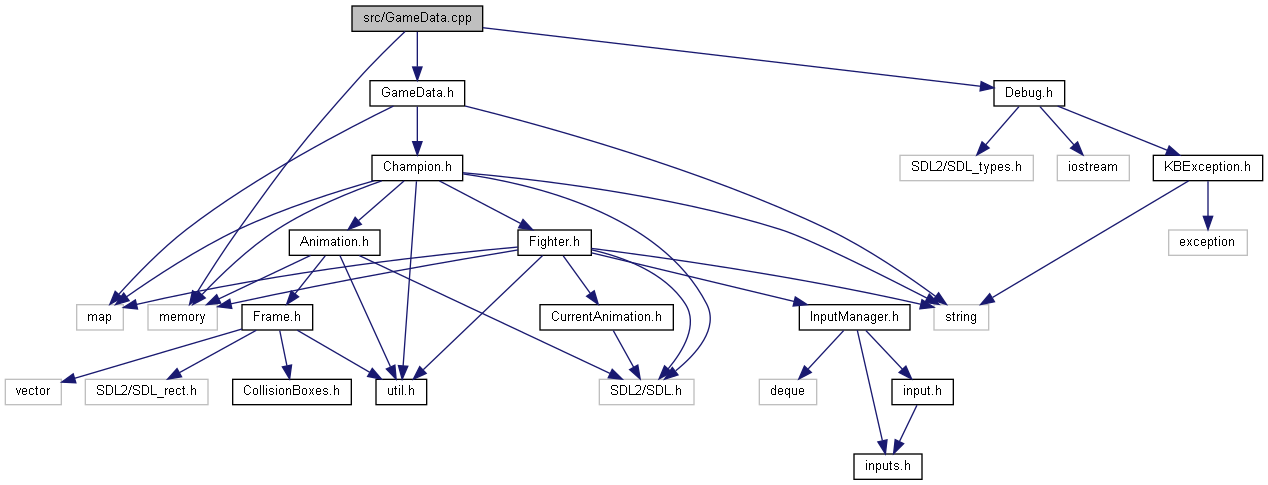 src/GameData.cpp
GameData.h
Debug.h
Champion.h
SDL2/SDL_types.h
iostream
KBException.h
Animation.h
Fighter.h
exception
map
memory
Frame.h
CurrentAnimation.h
InputManager.h
string
vector
SDL2/SDL_rect.h
CollisionBoxes.h
util.h
SDL2/SDL.h
deque
input.h
inputs.h